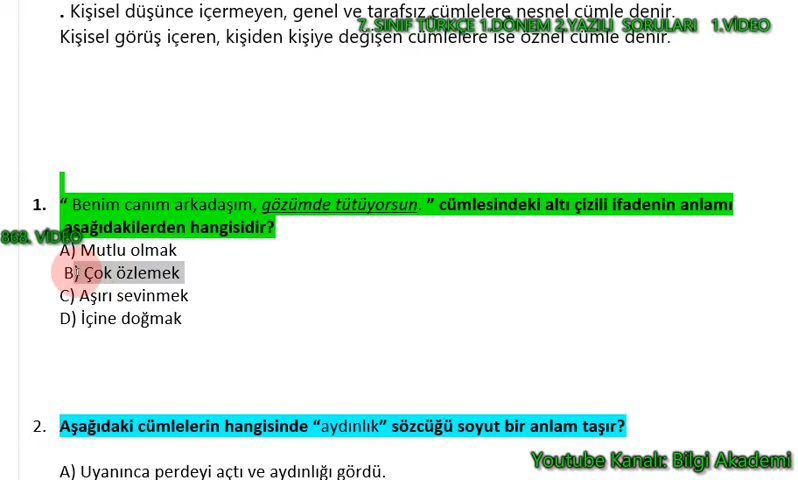 . Kişisel düşünce içermeyen, genel ve tarafsız cümlelere nesnel cümle denir.
7. SINIF TÜRKÇE 1.DÖNEM 2.YAZILI SORULARI 1.VİDEO
Kişisel görüş içeren, kişiden kişiye değişen cümlelere ise öznel cümle denir.
1. “ Benim canım arkadaşım, gözümde tütüyorsun. ” cümlesindeki altı çizili ifadenin anlamı
aşağıdakilerden hangisidir?
868. VİDEO
A) Mutlu olmak
B) Çok özlemek
C) Aşırı sevinmek
D) İçine doğmak
2. Aşağıdaki cümlelerin hangisinde “aydınlık” sözcüğü soyut bir anlam taşır?
Youtube Kanalı: Bilgi Akademi
A) Uyanınca perdeyi açtı ve aydınlığı gördü.